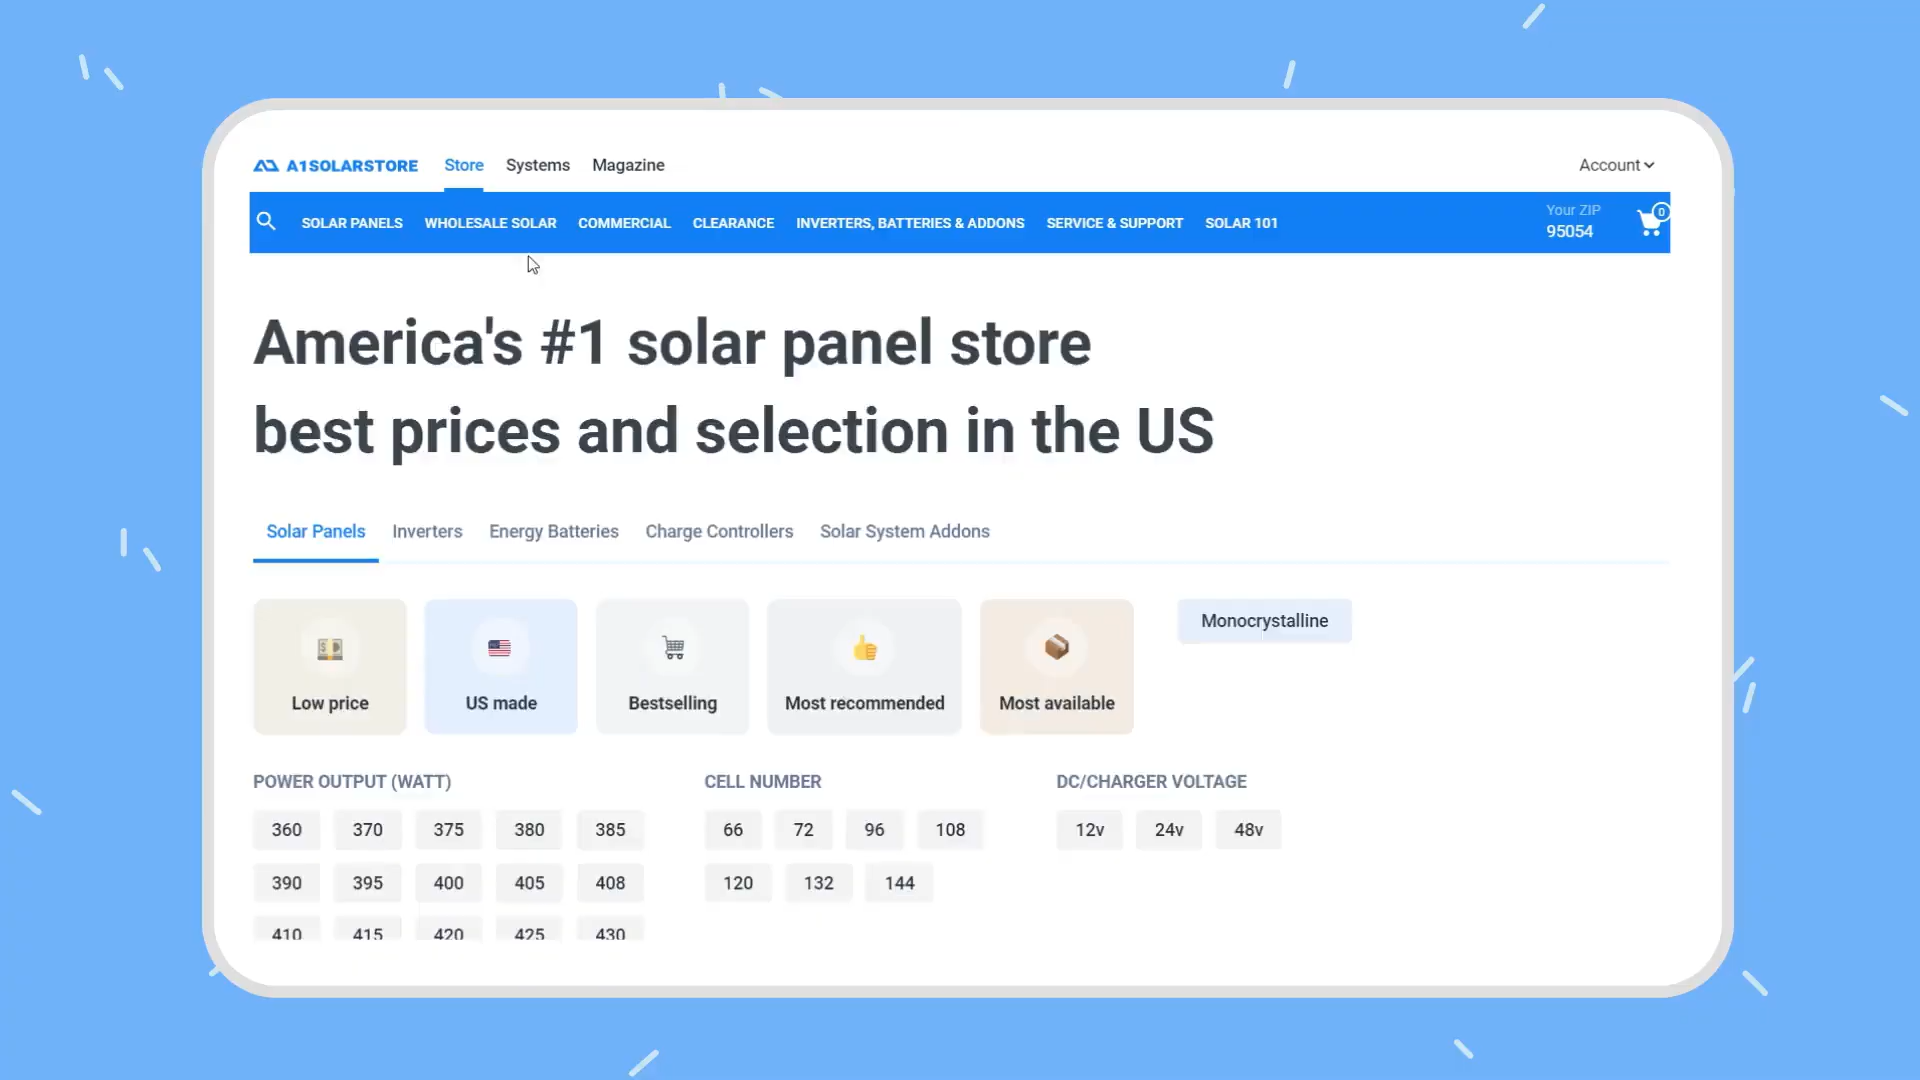 A1SOLARSTORE Store Systems Magazine Account
SOLAR PANELS WHOLESALE SOLAR COMMERCIAL CLEARANCE INVERTERS, BATTERIES & ADDONS SERVICE & SUPPORT SOLAR 101 Your ZIP 95054 0
America's #1 solar panel store
best prices and selection in the US
Solar Panels Inverters Energy Batteries Charge Controllers Solar System Addons
Monocrystalline
Low price US made Bestselling Most recommended Most available
POWER OUTPUT (WATT) CELL NUMBER DC/CHARGER VOLTAGE
360 370 375 380 385 66 72 96 108 12v 24v 48v
390 395 400 405 408 120 132 144
410 415 420 425 430